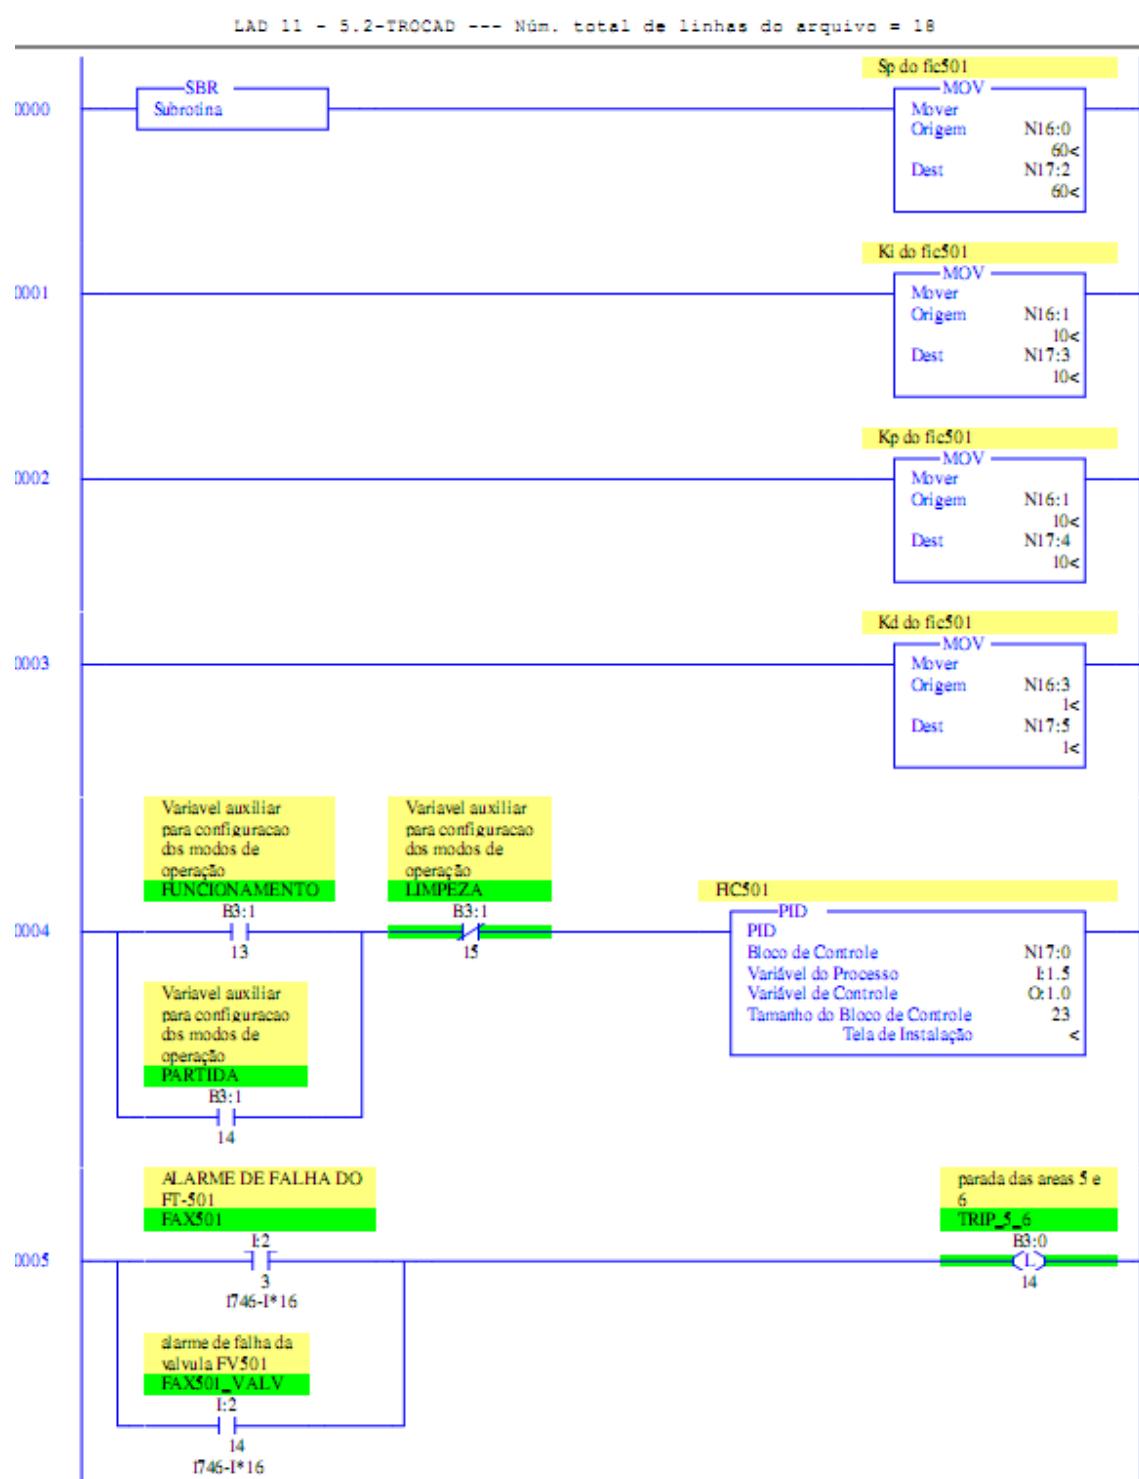 LAD 11 - 5.2-TROCAD --- Núm. total de linhas do arquivo = 18
Sp do fic501
0000
SBR
Subrotina
MOV
Mover
Origem N16:0
60<
Dest N17:2
60<
Ki do fic501
0001
MOV
Mover
Origem N16:1
10<
Dest N17:3
10<
Kp do fic501
0002
MOV
Mover
Origem N16:1
10<
Dest N17:4
10<
Kd do fic501
0003
MOV
Mover
Origem N16:3
1<
Dest N17:5
1<
Variavel auxiliar
para configuracao
dos modos de
operação
FUNCIONAMENTO
B3:1
13
Variavel auxiliar
para configuracao
dos modos de
operação
LIMPEZA
B3:1
15
FIC501
0004
PID
PID
Bloco de Controle N17:0
Variável do Processo I:1.5
Variável de Controle O:1.0
Tamanho do Bloco de Controle 23
Tela de Instalação <
Variavel auxiliar
para configuracao
dos modos de
operação
PARTIDA
B3:1
14
ALARME DE FALHA DO
FT-501
FAX501
I:2
3
1746-I*16
parada das areas 5 e
6
TRIP_5_6
B3:0
L
14
0005
alarme de falha da
valvula FV501
FAX501_VALV
I:2
14
1746-I*16